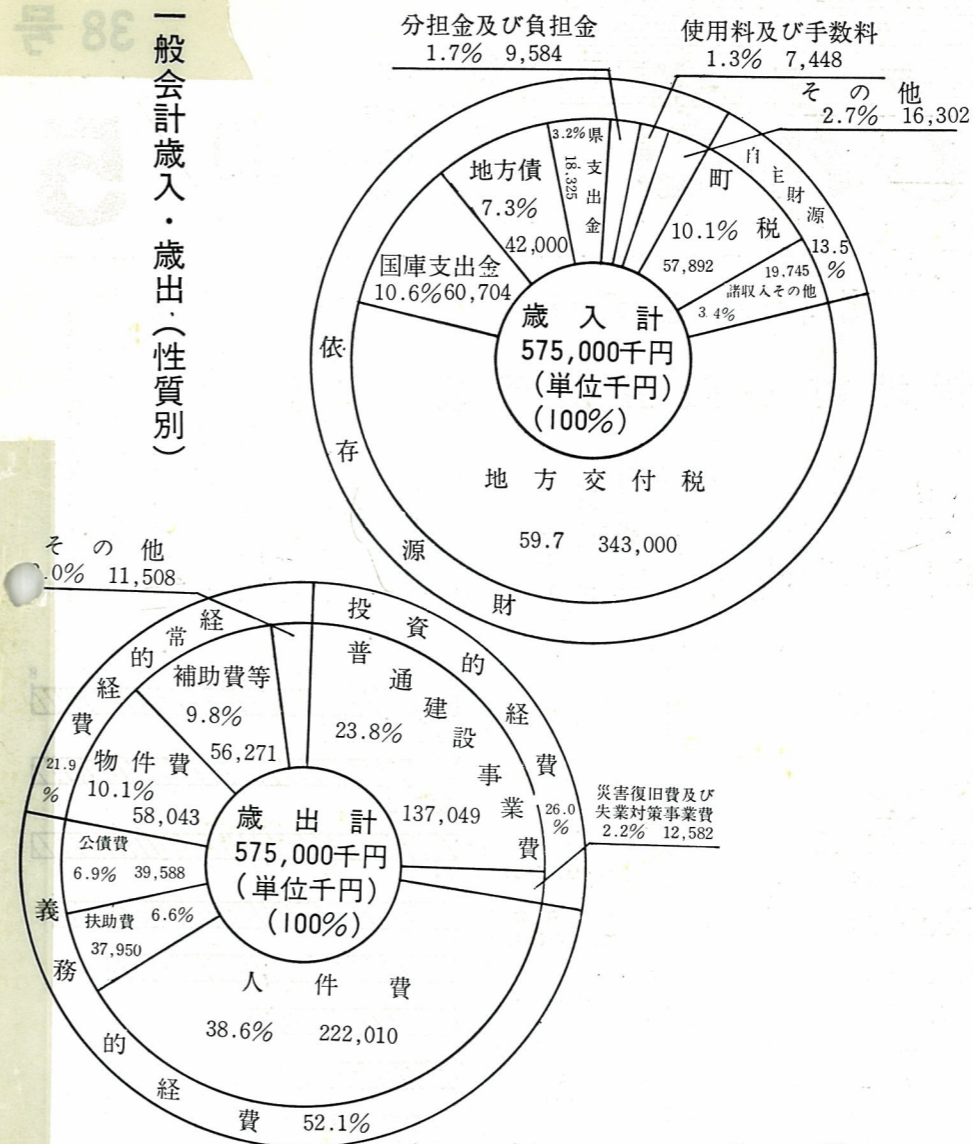 一般会計歳入・歳出(性質別)
分担金及び負担金
1.7% 9,584
使用料及び手数料
1.3% 7,448
その他
2.7% 16,302
自主財源
13.5%
町税
10.1%
57,892
19,745
諸収入その他
3.4%
3.2%
県支出金
18,325
地方債
7.3%
42,000
国庫支出金
10.6% 60,704
歳入計
575,000千円
(単位千円)
(100%)
地方交付税
59.7 343,000
依存財源
その他
.0% 11,508
経常的経費
21.9%
補助費等
9.8%
56,271
物件費
10.1%
58,043
投資的経費
26.0%
普通建設事業費
23.8%
137,049
災害復旧費及び
失業対策事業費
2.2% 12,582
歳出計
575,000千円
(単位千円)
(100%)
公債費
6.9% 39,588
扶助費 6.6%
37,950
人件費
38.6% 222,010
義務的経費 52.1%
38号